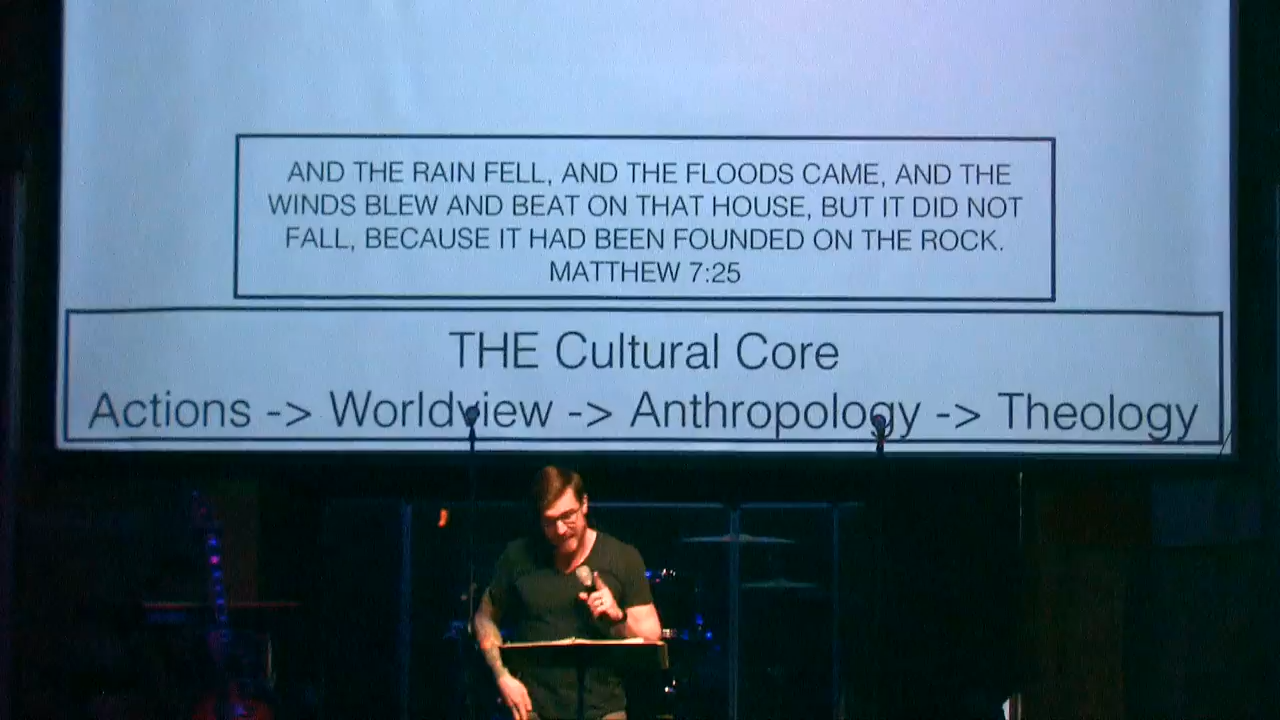 AND THE RAIN FELL, AND THE FLOODS CAME, AND THE
WINDS BLEW AND BEAT ON THAT HOUSE, BUT IT DID NOT
FALL, BECAUSE IT HAD BEEN FOUNDED ON THE ROCK.
MATTHEW 7:25
THE Cultural Core
Actions -> Worldview -> Anthropology -> Theology